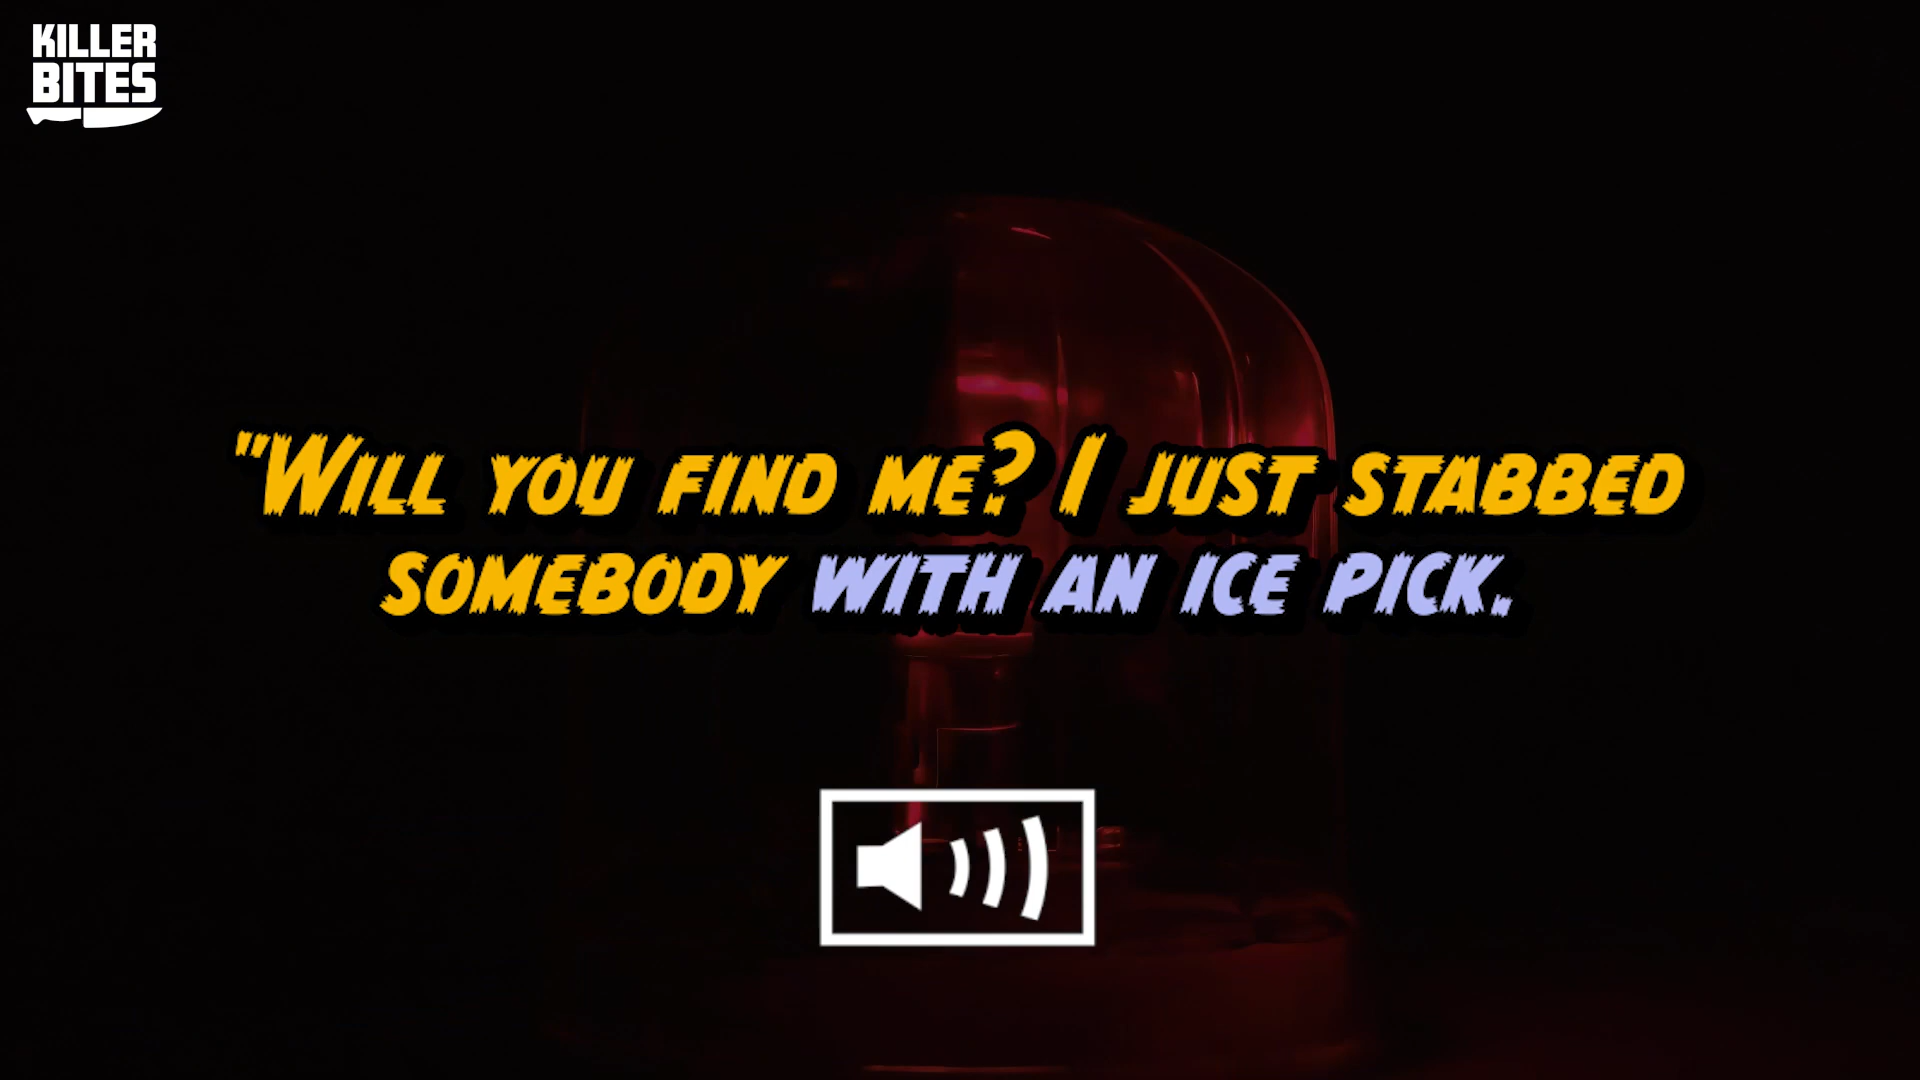 KILLER
BITES
"WILL YOU FIND ME? I JUST STABBED
SOMEBODY WITH AN ICE PICK.